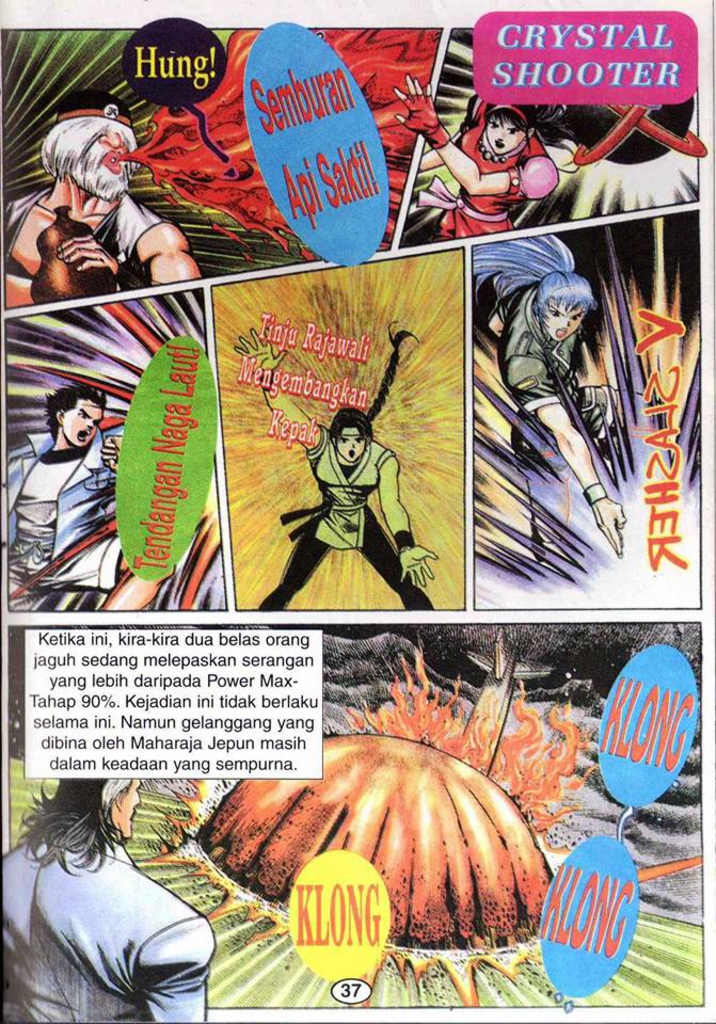 Hung!
Semburan
Api Sakti!
CRYSTAL
SHOOTER
Tendangan Naga Laut!
Tinju Rajawali
Mengembangkan
Kepak
V SLASHER
Ketika ini, kira-kira dua belas orang
jaguh sedang melepaskan serangan
yang lebih daripada Power Max-
Tahap 90%. Kejadian ini tidak berlaku
selama ini. Namun gelanggang yang
dibina oleh Maharaja Jepun masih
dalam keadaan yang sempurna.
KLONG
KLONG
KLONG
37